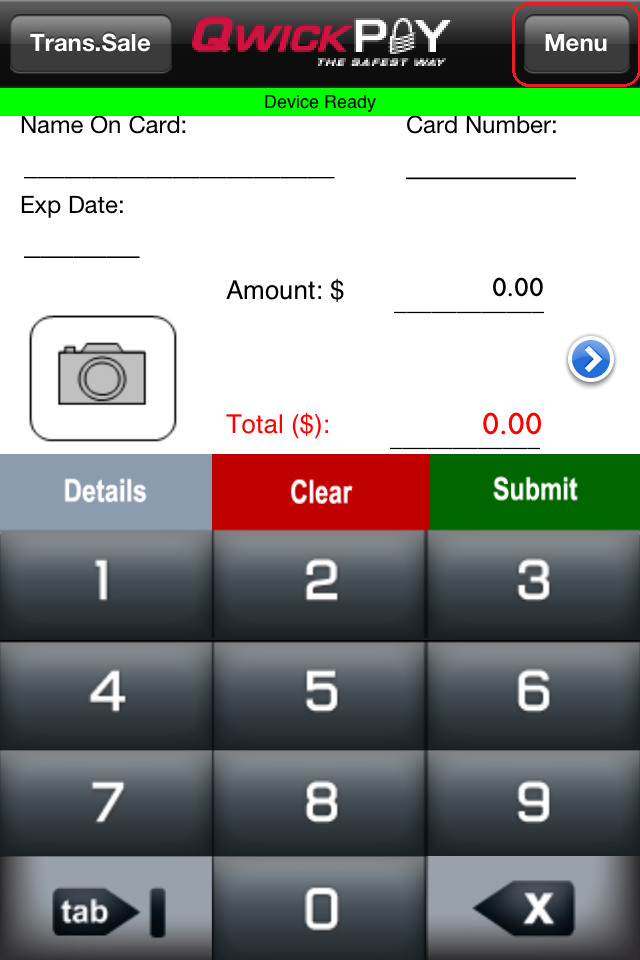 Trans.Sale QwickPAY Menu
THE SAFEST WAY
Device Ready
Name On Card: Card Number:
Exp Date:
Amount: $ 0.00
Total ($): 0.00
Details Clear Submit
1 2 3
4 5 6
7 8 9
tab 0 X